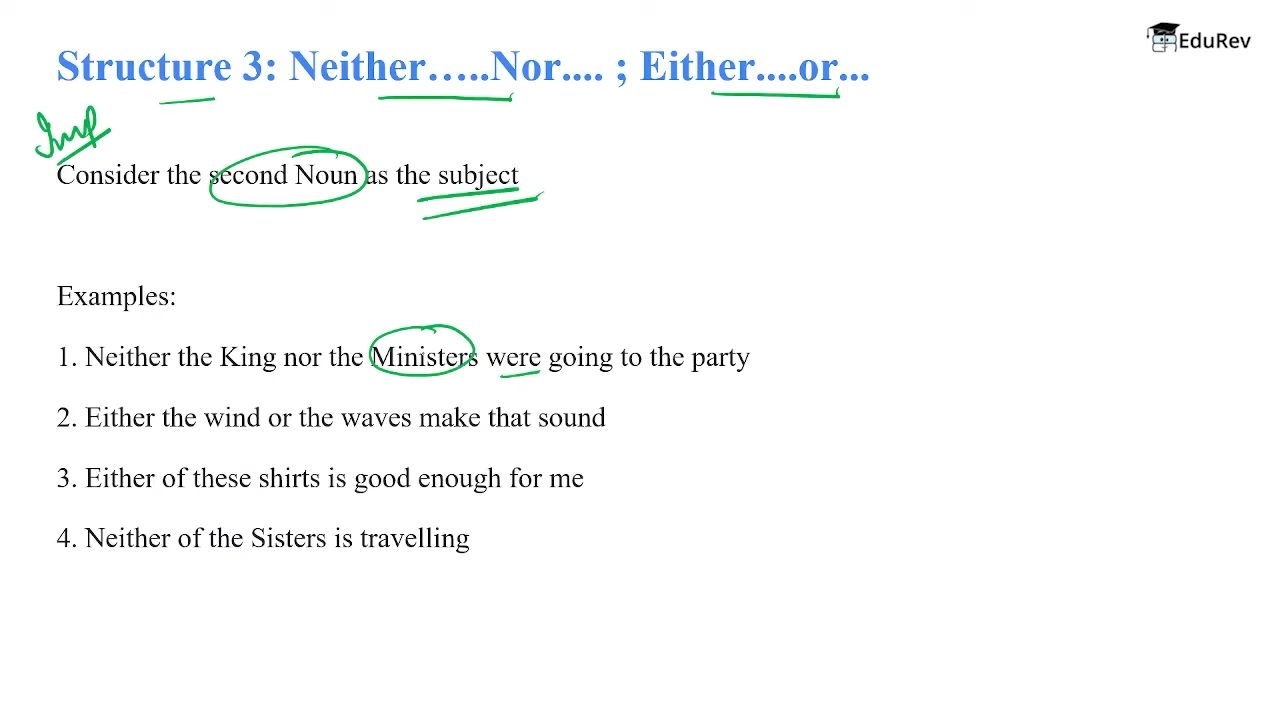 EduRev
Structure 3: Neither…..Nor.... ; Either....or...
Imp
Consider the second Noun as the subject
Examples:
1. Neither the King nor the Ministers were going to the party
2. Either the wind or the waves make that sound
3. Either of these shirts is good enough for me
4. Neither of the Sisters is travelling